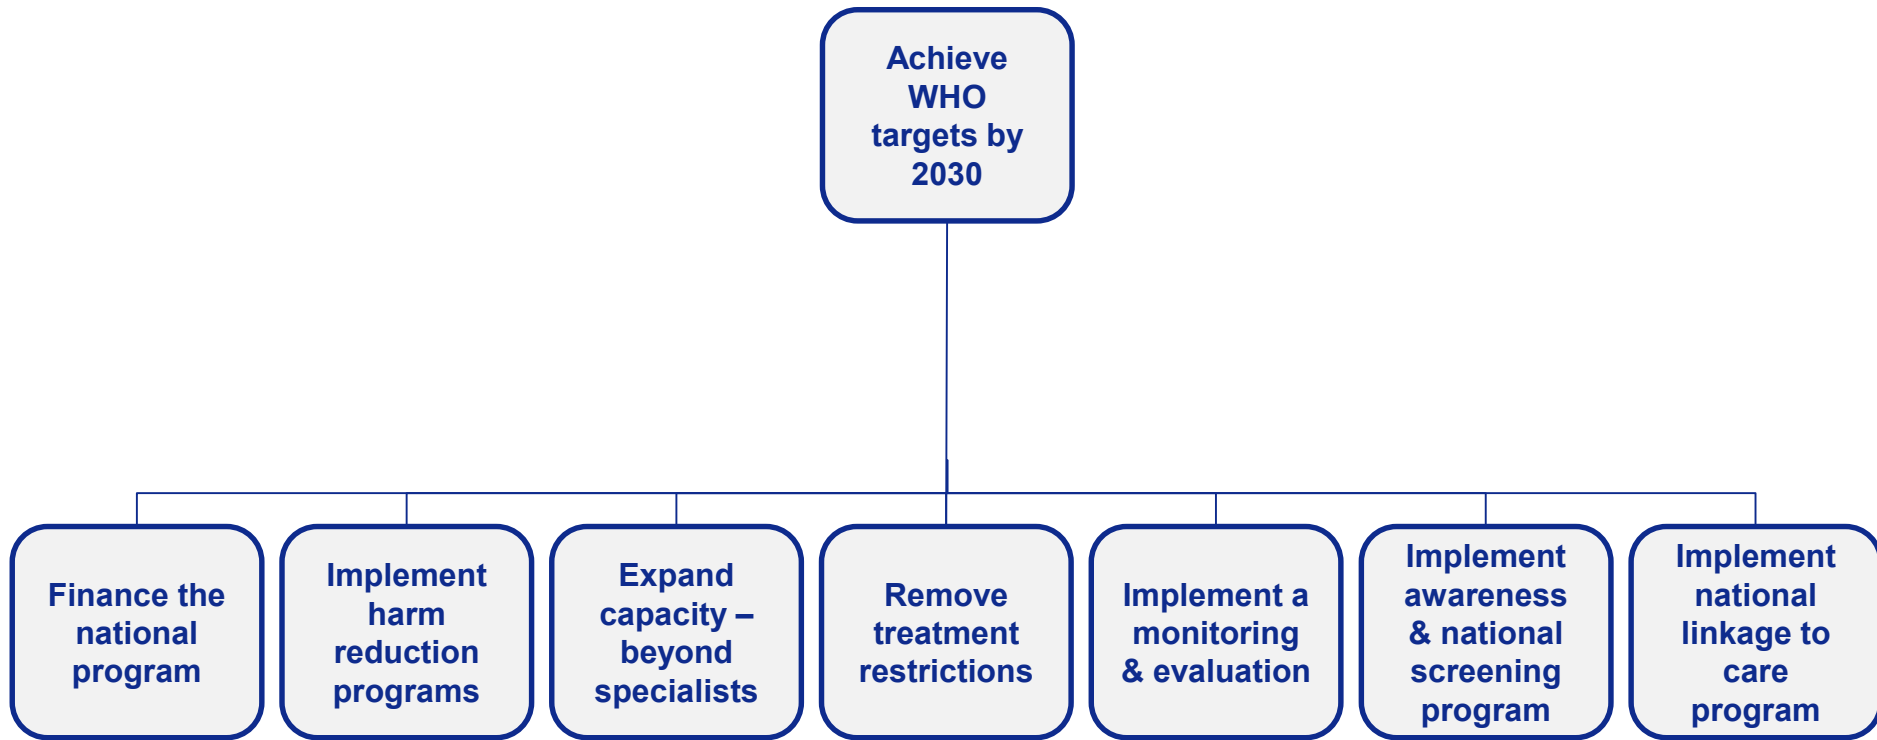 Achieve
WHO
targets by
2030
Finance the
national
program
Implement
harm
reduction
programs
Expand
capacity –
beyond
specialists
Remove
treatment
restrictions
Implement a
monitoring
& evaluation
Implement
awareness
& national
screening
program
Implement
national
linkage to
care
program